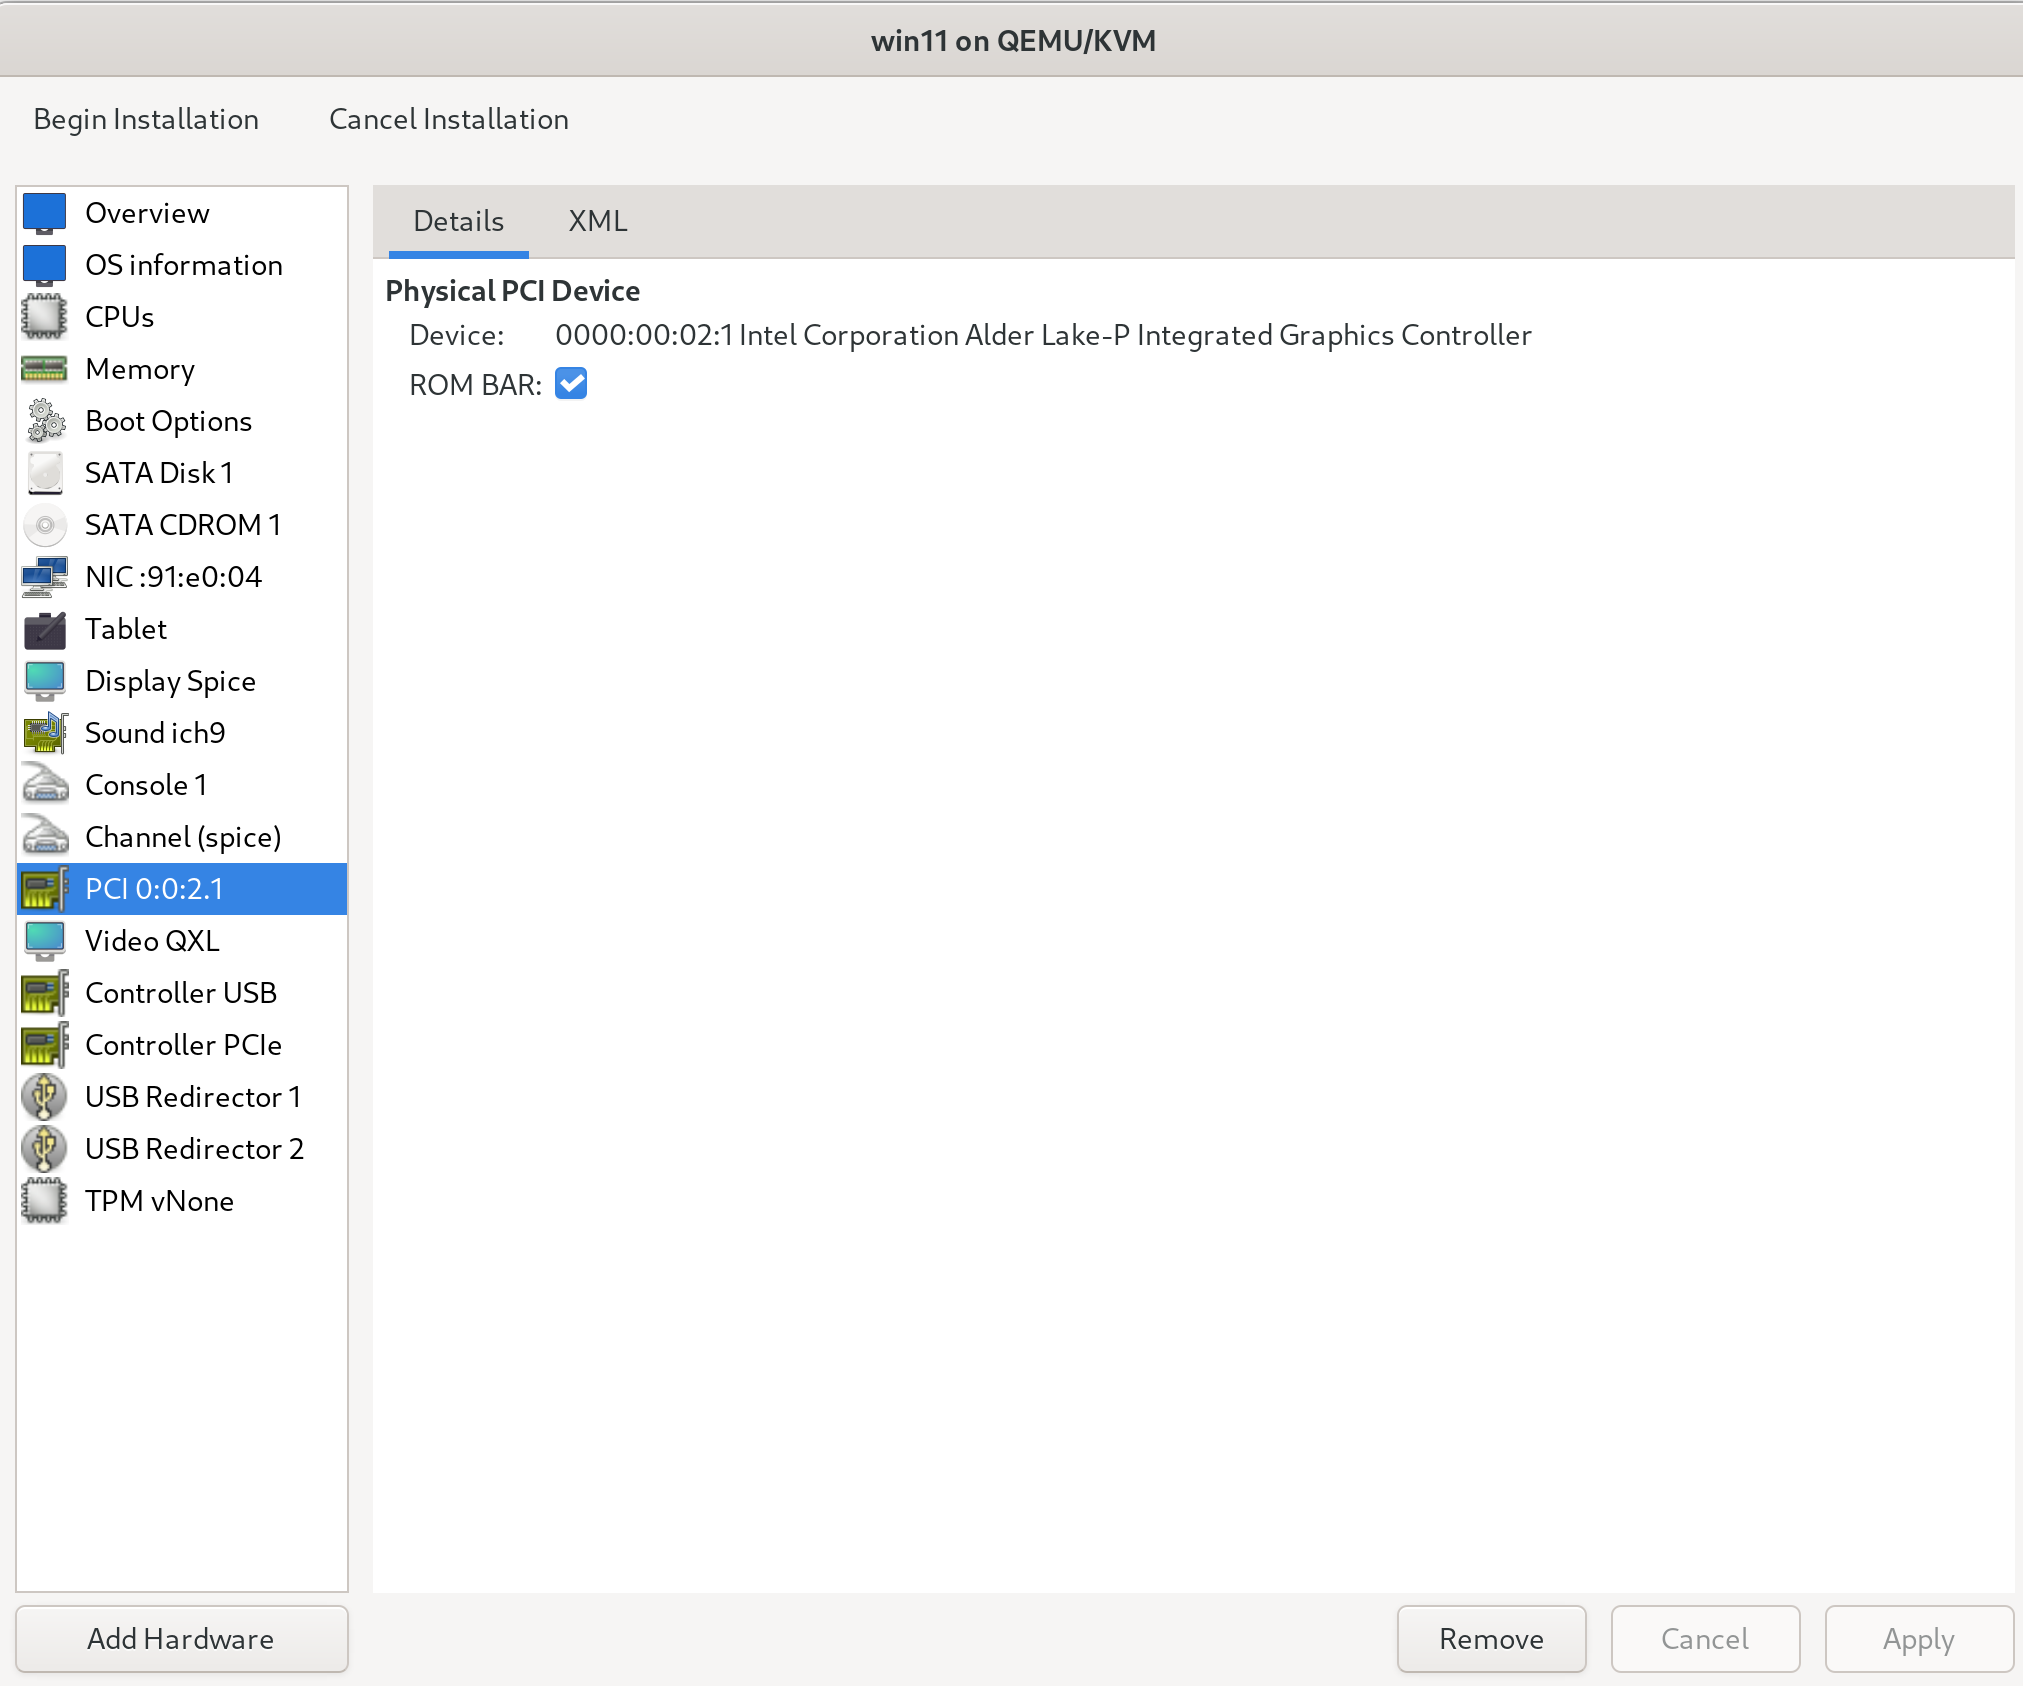 win11 on QEMU/KVM
Begin Installation
Cancel Installation
Overview
OS information
CPUs
Memory
Boot Options
SATA Disk 1
SATA CDROM 1
NIC :91:e0:04
Tablet
Display Spice
Sound ich9
Console 1
Channel (spice)
PCI 0:0:2.1
Video QXL
Controller USB
Controller PCIe
USB Redirector 1
USB Redirector 2
TPM vNone
Add Hardware
Details
XML
Physical PCI Device
Device: 0000:00:02:1 Intel Corporation Alder Lake-P Integrated Graphics Controller
ROM BAR:
Remove
Cancel
Apply